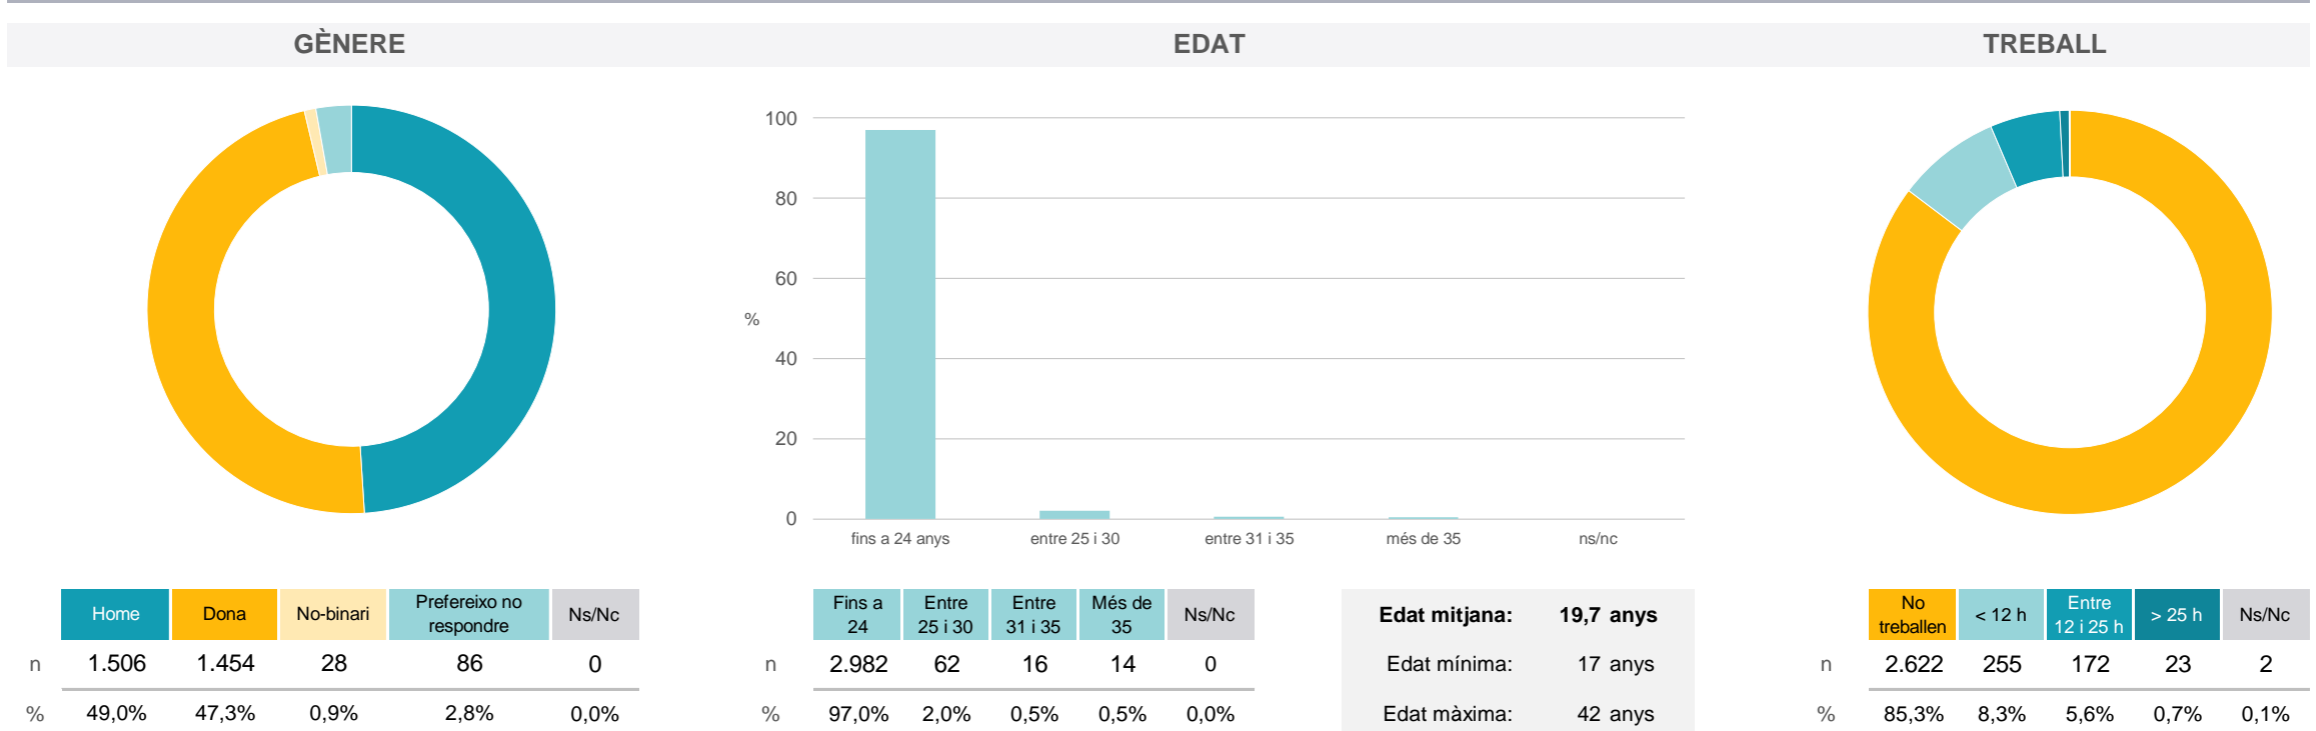 GÈNERE
EDAT
TREBALL
100
80
60
%
40
20
0
fins a 24 anys
entre 25 i 30
entre 31 i 35
més de 35
ns/nc
Home
Dona
No-binari
Prefereixo no
respondre
Ns/Nc
n
1.506
1.454
28
86
0
%
49,0%
47,3%
0,9%
2,8%
0,0%
Fins a
24
Entre
25 i 30
Entre
31 i 35
Més de
35
Ns/Nc
n
2.982
62
16
14
0
%
97,0%
2,0%
0,5%
0,5%
0,0%
Edat mitjana: 19,7 anys
Edat mínima: 17 anys
Edat màxima: 42 anys
No
treballen
< 12 h
Entre
12 i 25 h
> 25 h
Ns/Nc
n
2.622
255
172
23
2
%
85,3%
8,3%
5,6%
0,7%
0,1%